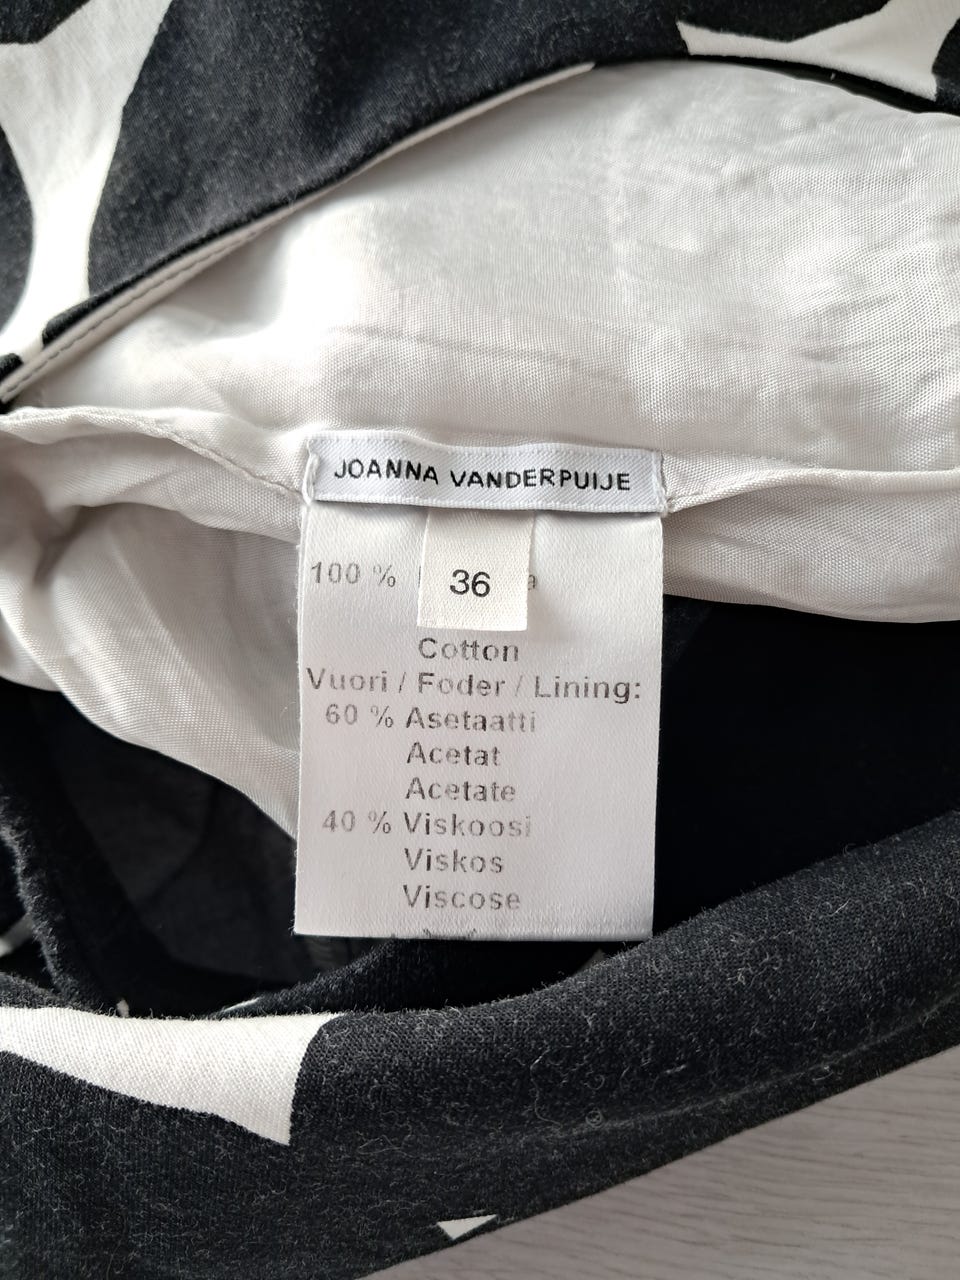 JOANNA VANDERPUIJE
36
100 %
Cotton
Vuori / Foder / Lining:
60 % Asetaatti
Acetat
Acetate
40 % Viskoosi
Viskos
Viscose